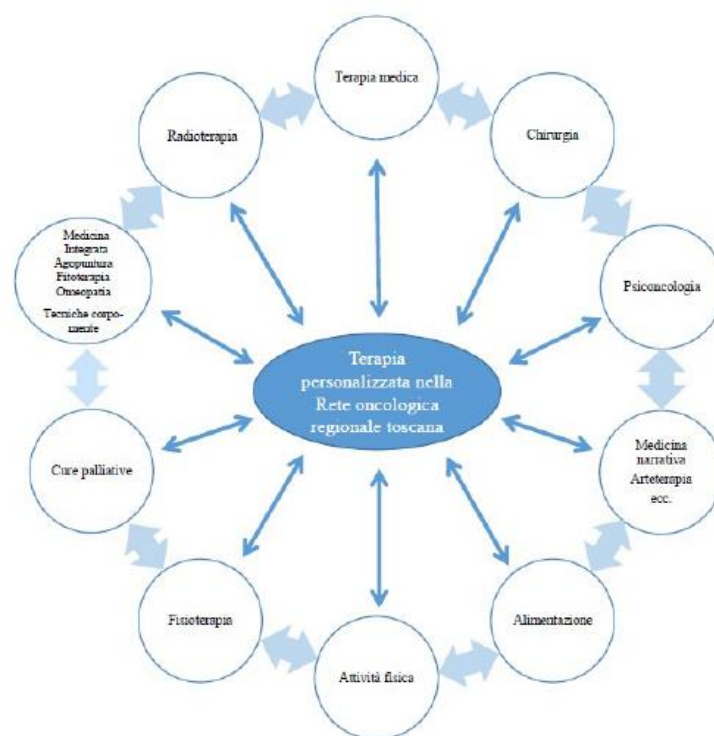 Terapia medica
Chirurgia
Psiconcologia
Medicina
narrativa
Arteterapia
ecc.
Alimentazione
Attività fisica
Fisioterapia
Cure palliative
Medicina
Integrata
Agopuntura
Fitoterapia
Omeopatia
Tecniche corpo-
mente
Radioterapia
Terapia
personalizzata nella
Rete oncologica
regionale toscana